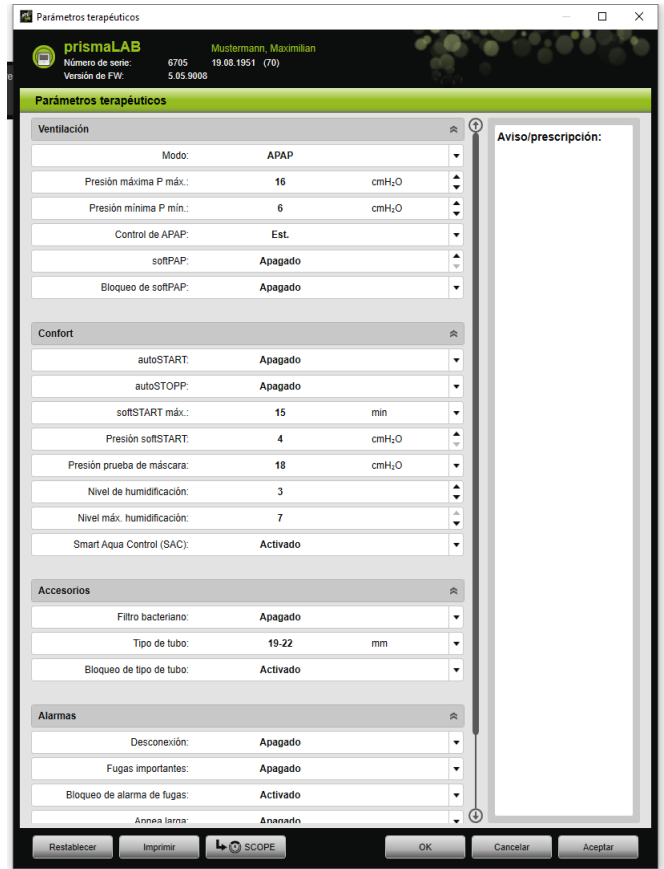 Parámetros terapéuticos
prismaLAB Mustermann, Maximilian
Número de serie: 6705 19.08.1951 (70)
Versión de FW: 5.05.9008
Parámetros terapéuticos
Ventilación
Modo: APAP
Presión máxima P máx.: 16 cmH₂O
Presión mínima P mín.: 6 cmH₂O
Control de APAP: Est.
softPAP: Apagado
Bloqueo de softPAP: Apagado
Confort
autoSTART: Apagado
autoSTOPP: Apagado
softSTART máx.: 15 min
Presión softSTART: 4 cmH₂O
Presión prueba de máscara: 18 cmH₂O
Nivel de humidificación: 3
Nivel máx. humidificación: 7
Smart Aqua Control (SAC): Activado
Accesorios
Filtro bacteriano: Apagado
Tipo de tubo: 19-22 mm
Bloqueo de tipo de tubo: Activado
Alarmas
Desconexión: Apagado
Fugas importantes: Apagado
Bloqueo de alarma de fugas: Activado
Apnea larga: Apagado
Aviso/prescripción:
Restablecer Imprimir SCOPE OK Cancelar Aceptar